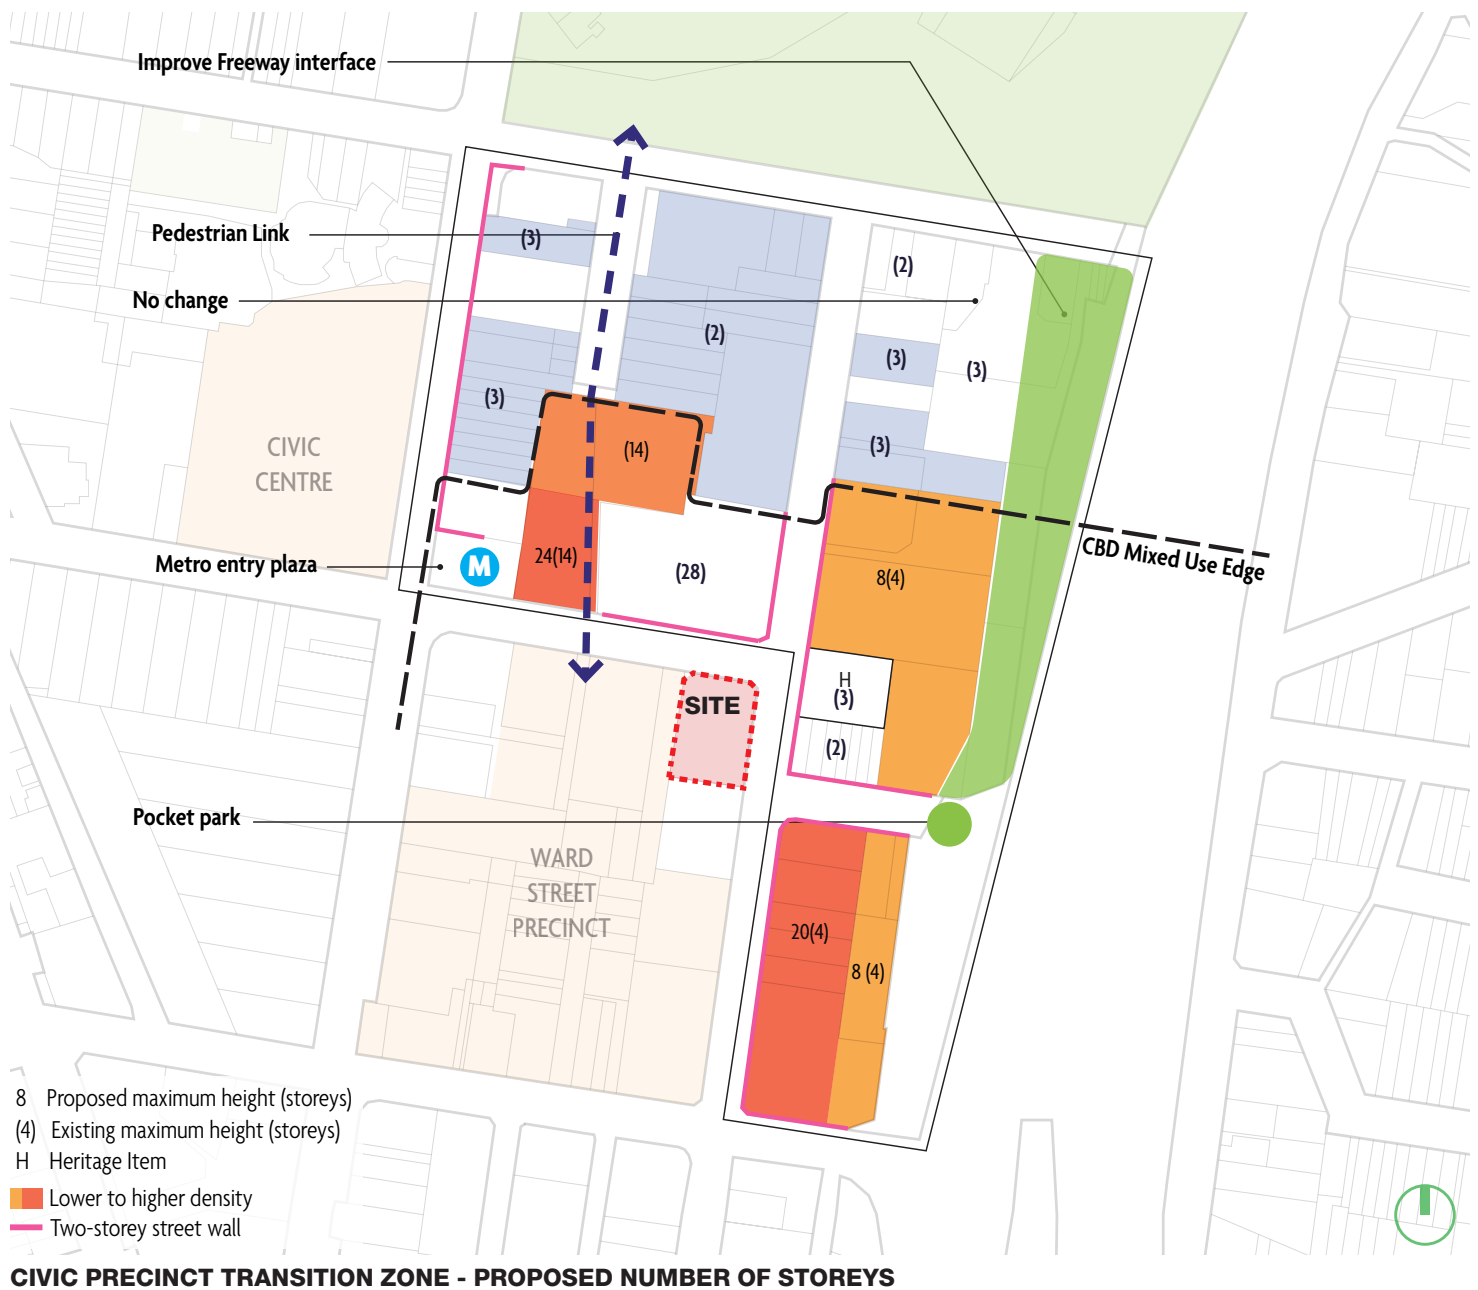 Improve Freeway interface
Pedestrian Link
(3)
(2)
No change
(2)
(3)
(3)
(3)
(3)
(14)
CIVIC
CENTRE
CBD Mixed Use Edge
Metro entry plaza
M
24(14)
(28)
8(4)
H
(3)
SITE
(2)
Pocket park
WARD
STREET
PRECINCT
20(4)
8 (4)
8 Proposed maximum height (storeys)
(4) Existing maximum height (storeys)
H Heritage Item
Lower to higher density
Two-storey street wall
CIVIC PRECINCT TRANSITION ZONE - PROPOSED NUMBER OF STOREYS